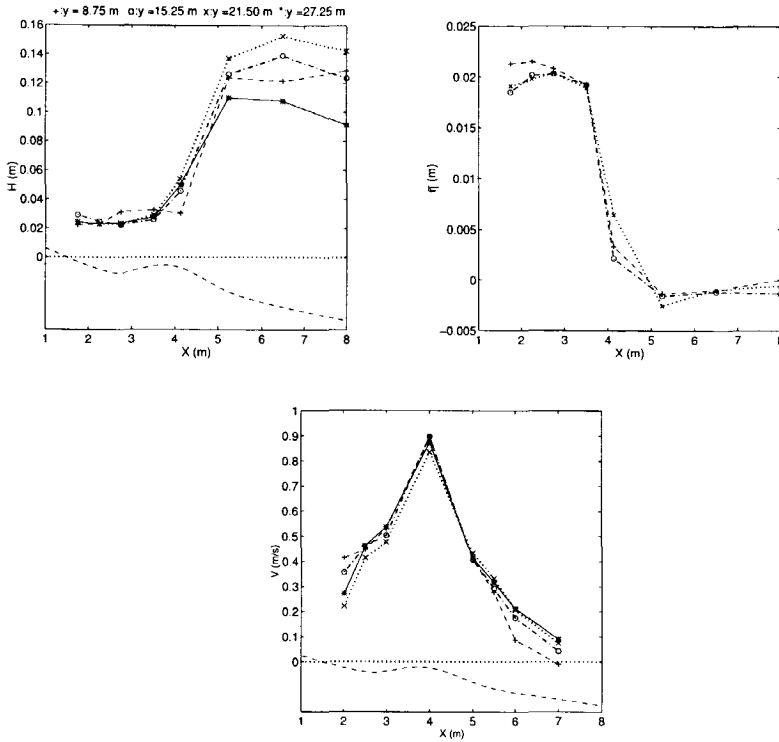 +:y = 8.75 m o:y =15.25 m x:y =21.50 m *:y =27.25 m
0.16
0.14
0.12
0.1
0.08
0.06
0.04
0.02
0
H (m)
1 2 3 4 5 6 7 8
X (m)
0.025
0.02
0.015
0.01
0.005
0
−0.005
η̄ (m)
1 2 3 4 5 6 7 8
X (m)
1
0.9
0.8
0.7
0.6
0.5
0.4
0.3
0.2
0.1
0
V (m/s)
1 2 3 4 5 6 7 8
X (m)